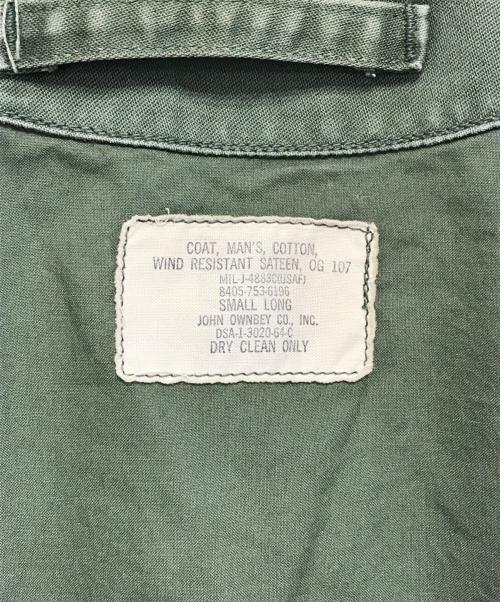 COAT, MAN'S, COTTON,
WIND RESISTANT SATEEN, OG 107
MIL-J-4883C(USAF)
8405-753-6196
SMALL LONG
JOHN OWNBEY CO., INC.
DSA-1-3020-64-C
DRY CLEAN ONLY